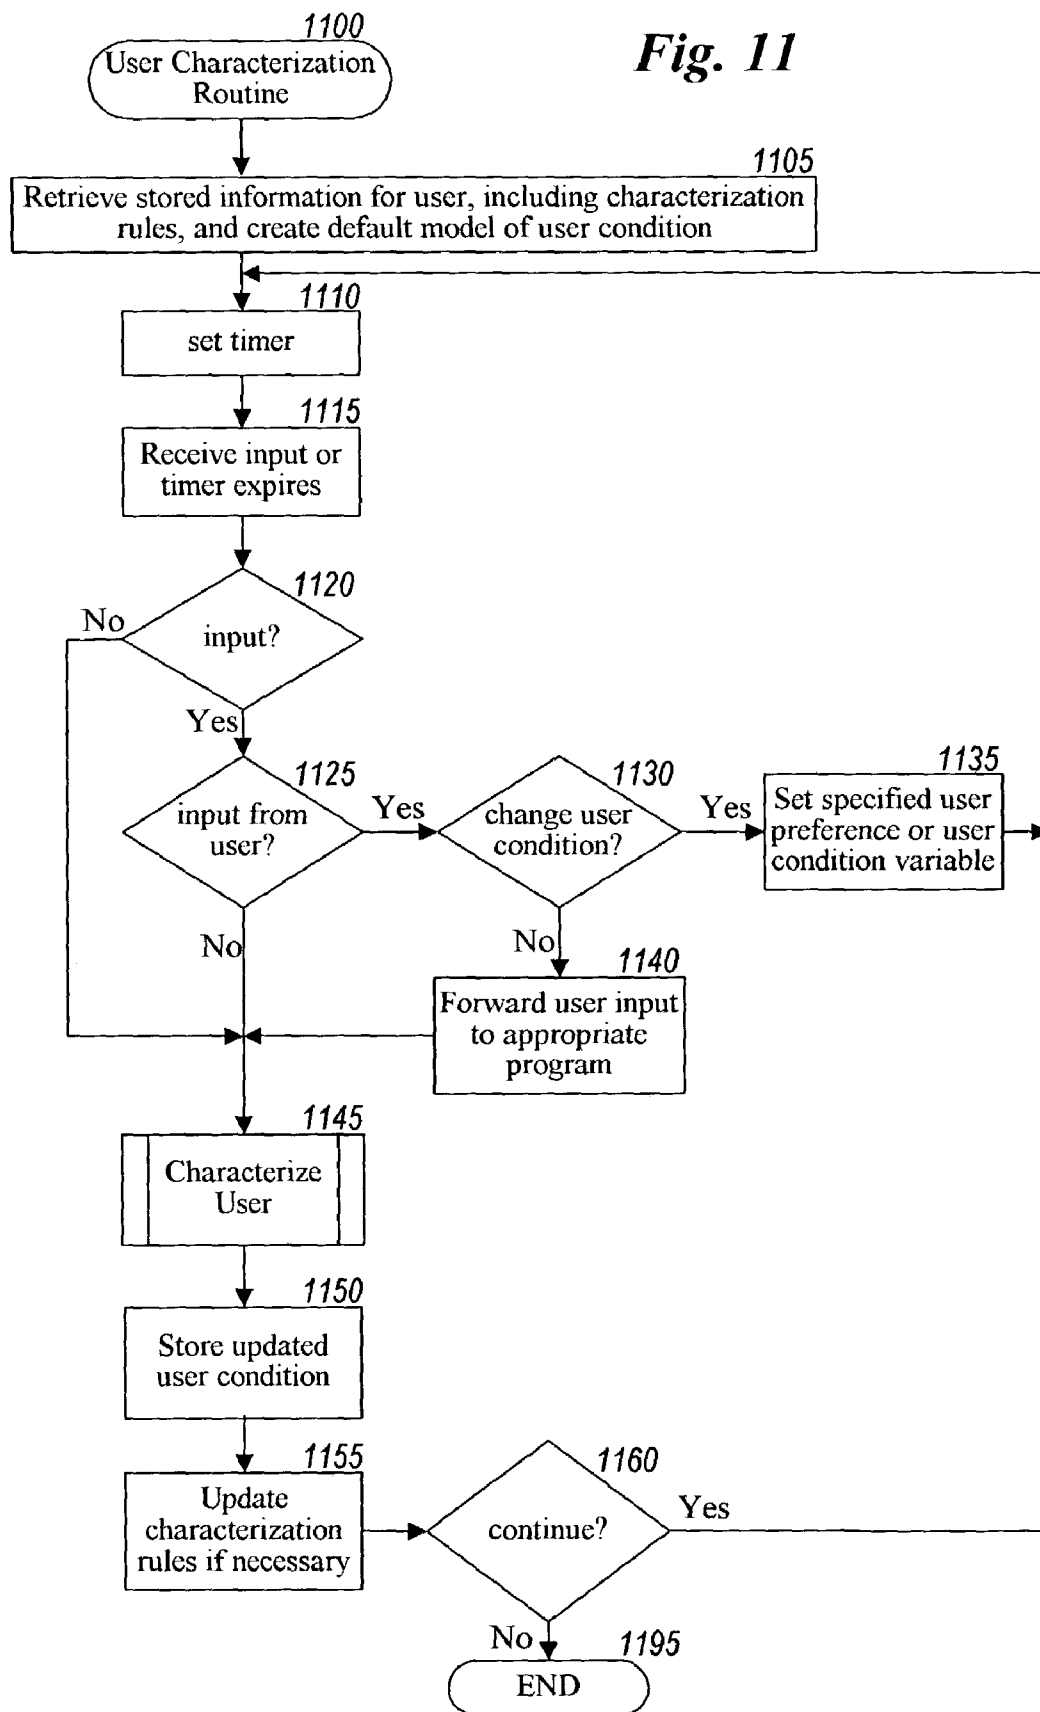 Fig. 11
1100
User Characterization
Routine
1105
Retrieve stored information for user, including characterization
rules, and create default model of user condition
1110
set timer
1115
Receive input or
timer expires
1120
No
input?
Yes
1125
input from
user?
Yes
1130
change user
condition?
Yes
1135
Set specified user
preference or user
condition variable
No
No
1140
Forward user input
to appropriate
program
1145
Characterize
User
1150
Store updated
user condition
1155
Update
characterization
rules if necessary
1160
continue?
Yes
No
1195
END